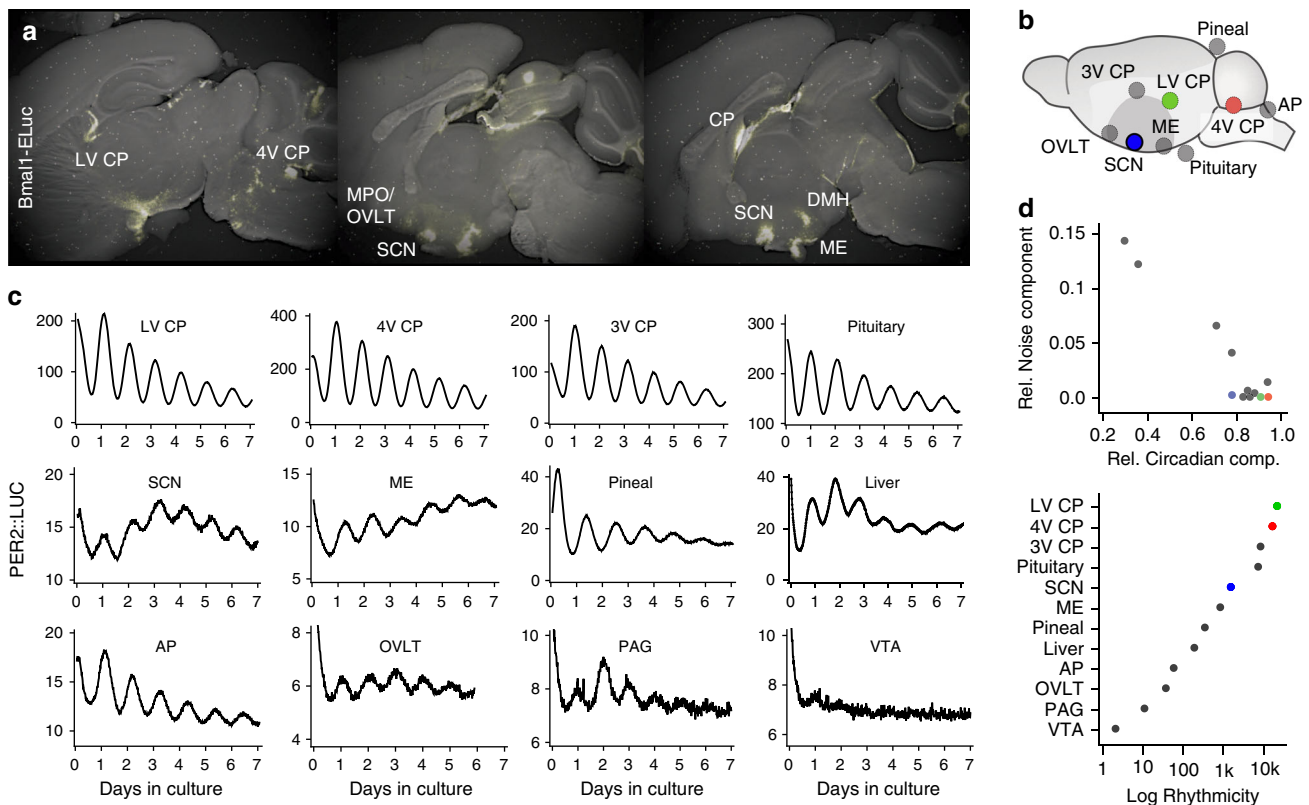 a
Bmal1-ELuc
LV CP
4V CP
MPO/
OVLT
SCN
CP
SCN
DMH
ME
b
Pineal
3V CP
LV CP
AP
ME
4V CP
OVLT
SCN
Pituitary
c
PER2::LUC
LV CP
200
100
0
0 1 2 3 4 5 6 7
4V CP
400
200
0
0 1 2 3 4 5 6 7
3V CP
200
100
0
0 1 2 3 4 5 6 7
Pituitary
300
200
100
0 1 2 3 4 5 6 7
SCN
20
15
10
0 1 2 3 4 5 6 7
ME
15
10
5
0 1 2 3 4 5 6 7
Pineal
40
20
0
0 1 2 3 4 5 6 7
Liver
40
20
0
0 1 2 3 4 5 6 7
AP
20
15
10
0 1 2 3 4 5 6 7
OVLT
8
6
4
0 1 2 3 4 5 6 7
PAG
10
8
6
0 1 2 3 4 5 6 7
VTA
10
8
6
0 1 2 3 4 5 6 7
Days in culture
Days in culture
Days in culture
Days in culture
d
Rel. Noise component
0.15
0.1
0.05
0.0
0.2 0.4 0.6 0.8 1.0
Rel. Circadian comp.
LV CP
4V CP
3V CP
Pituitary
SCN
ME
Pineal
Liver
AP
OVLT
PAG
VTA
1 10 100 1k 10k
Log Rhythmicity